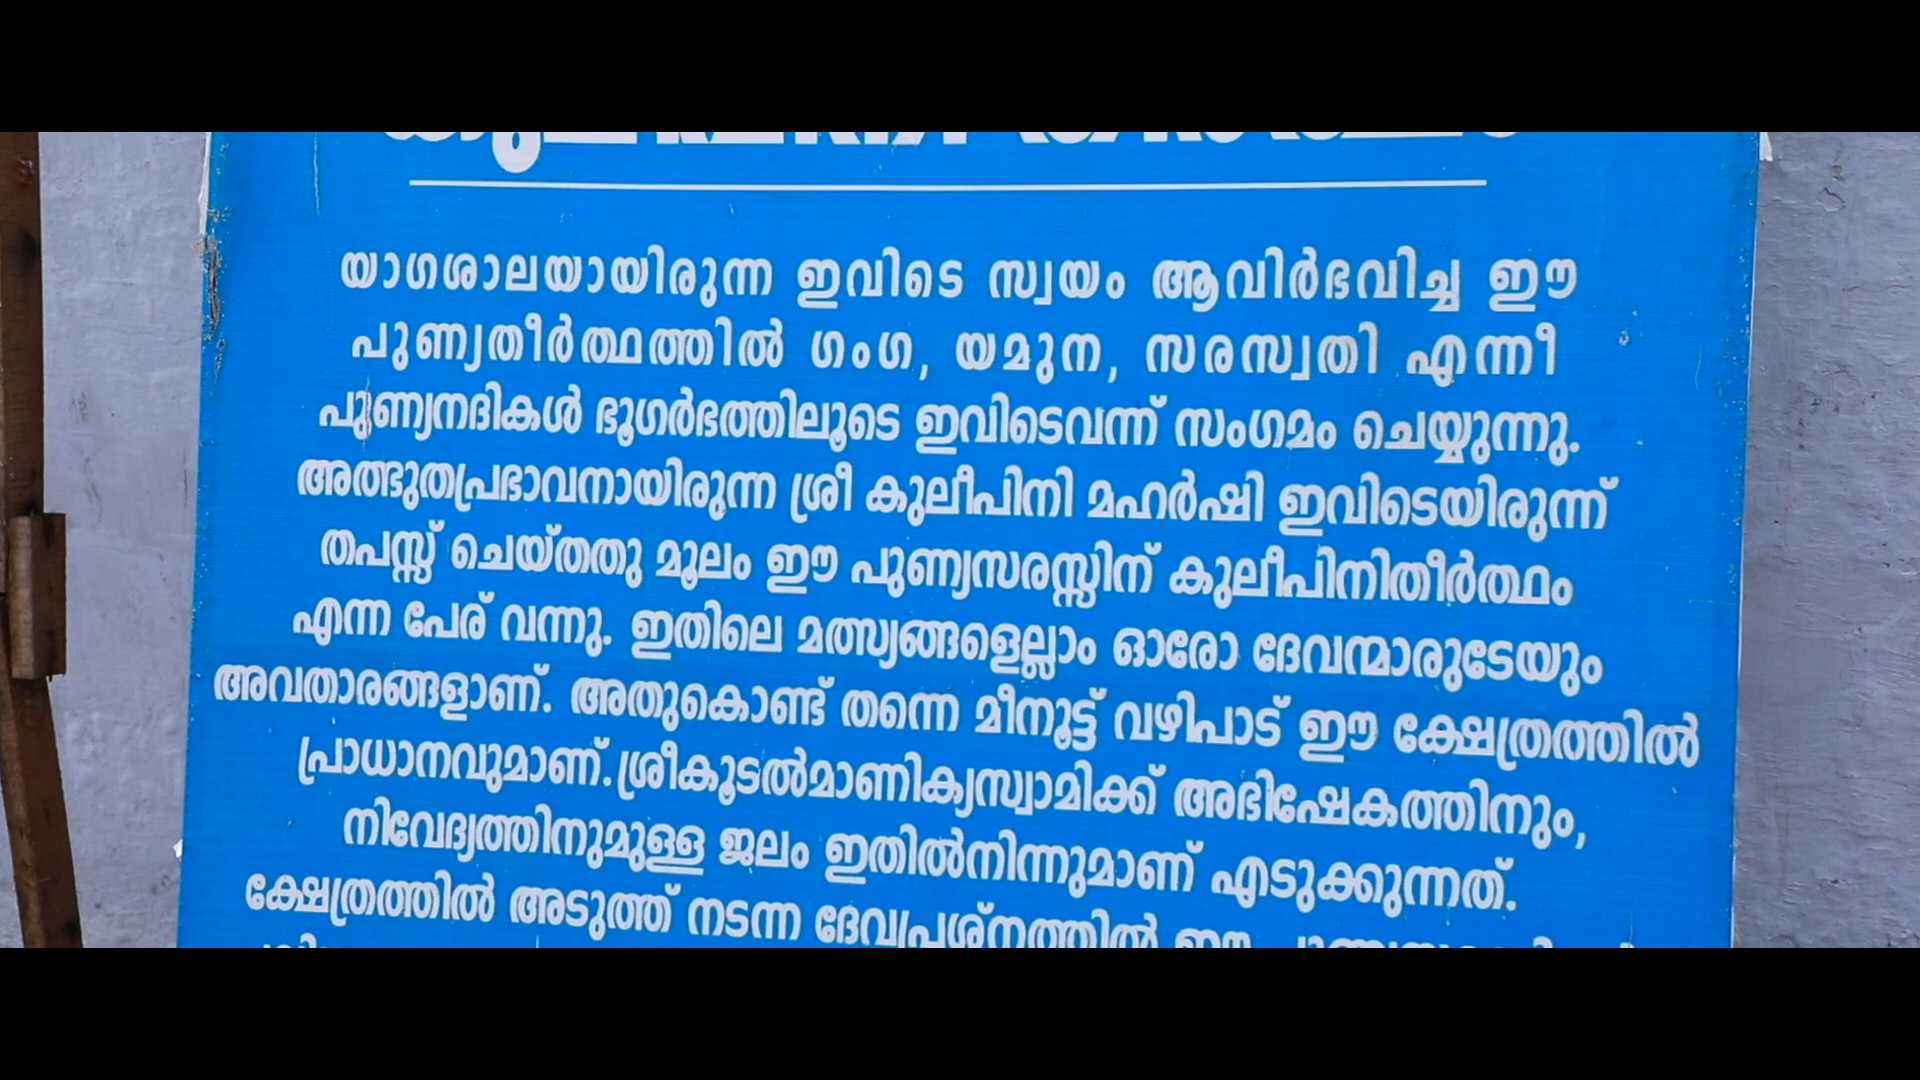 യാഗശാലയായിരുന്ന ഇവിടെ സ്വയം ആവിർഭവിച്ച ഈ
പുണ്യതീർത്ഥത്തിൽ ഗംഗ, യമുന, സരസ്വതി എന്നീ
പുണ്യനദികൾ ഭൂഗർഭത്തിലൂടെ ഇവിടെവന്ന് സംഗമം ചെയ്യുന്നു.
അത്ഭുതപ്രഭാവനായിരുന്ന ശ്രീ കുലീപിനി മഹർഷി ഇവിടെയിരുന്ന്
തപസ്സ് ചെയ്തതു മൂലം ഈ പുണ്യസരസ്സിന് കുലീപിനിതീർത്ഥം
എന്ന പേര് വന്നു. ഇതിലെ മത്സ്യങ്ങളെല്ലാം ഓരോ ദേവന്മാരുടേയും
അവതാരങ്ങളാണ്. അതുകൊണ്ട് തന്നെ മീനൂട്ട് വഴിപാട് ഈ ക്ഷേത്രത്തിൽ
പ്രാധാനവുമാണ്.ശ്രീകൂടൽമാണിക്യസ്വാമിക്ക് അഭിഷേകത്തിനും,
നിവേദ്യത്തിനുമുള്ള ജലം ഇതിൽനിന്നുമാണ് എടുക്കുന്നത്.
ക്ഷേത്രത്തിൽ അടുത്ത് നടന്ന ദേവപ്രശ്നത്തിൽ ഈ